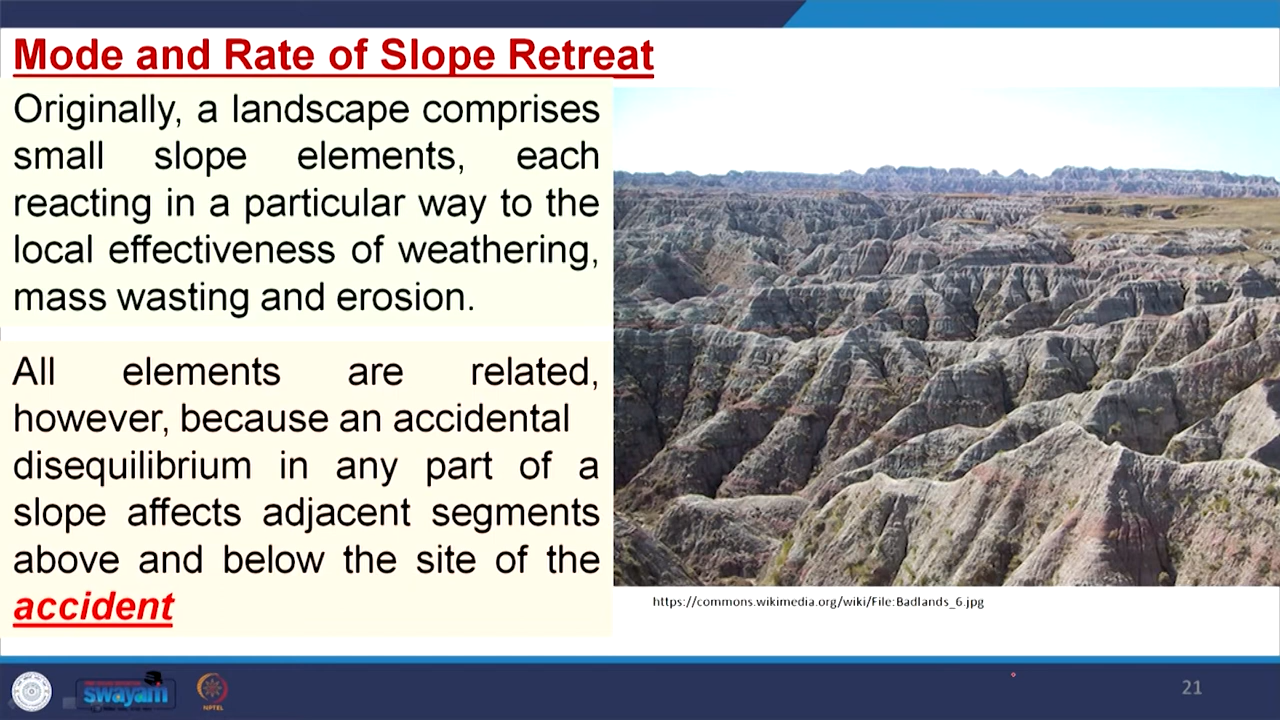 Mode and Rate of Slope Retreat
Originally, a landscape comprises
small slope elements, each
reacting in a particular way to the
local effectiveness of weathering,
mass wasting and erosion.
All elements are related,
however, because an accidental
disequilibrium in any part of a
slope affects adjacent segments
above and below the site of the
accident
https://commons.wikimedia.org/wiki/File:Badlands_6.jpg
swayam
NPTEL
21